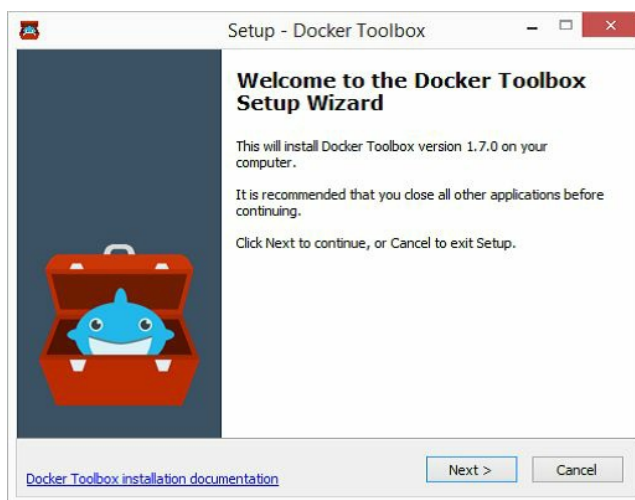 Setup - Docker Toolbox
Welcome to the Docker Toolbox
Setup Wizard
This will install Docker Toolbox version 1.7.0 on your
computer.
It is recommended that you close all other applications before
continuing.
Click Next to continue, or Cancel to exit Setup.
Docker Toolbox installation documentation
Next >
Cancel